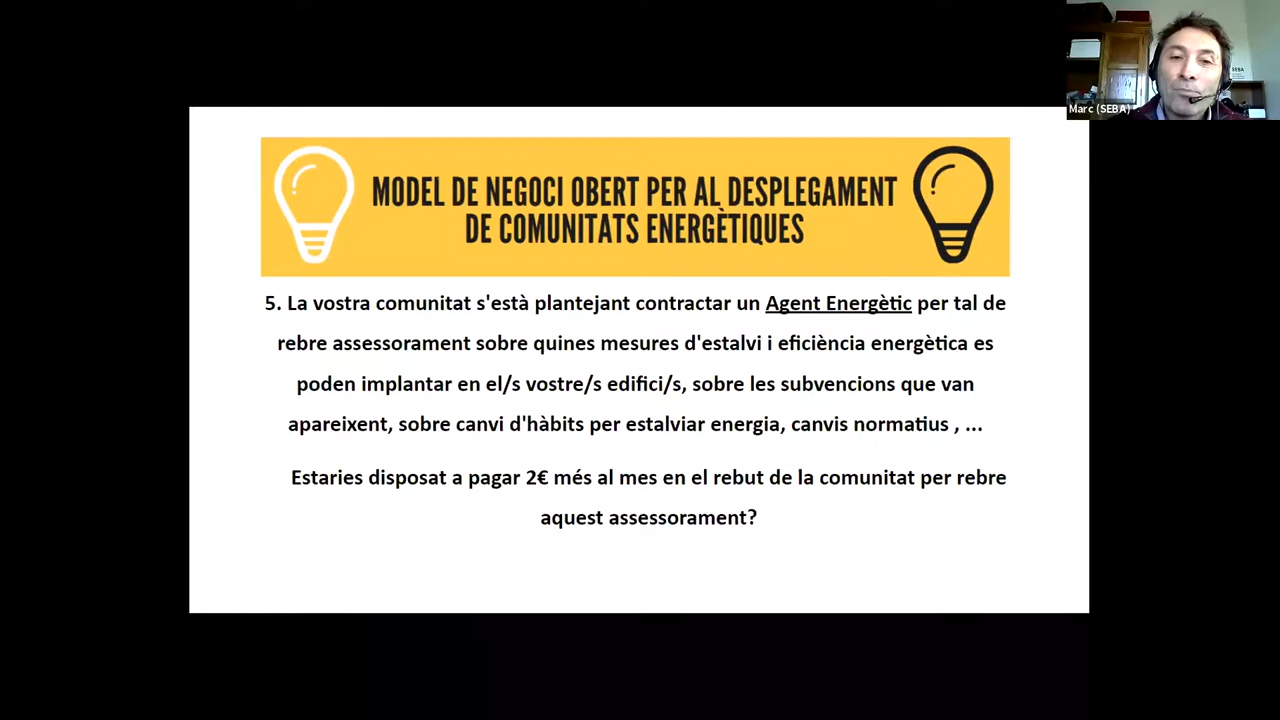 Marc (SEBA)
MODEL DE NEGOCI OBERT PER AL DESPLEGAMENT
DE COMUNITATS ENERGÈTIQUES
5. La vostra comunitat s'està plantejant contractar un Agent Energètic per tal de
rebre assessorament sobre quines mesures d'estalvi i eficiència energètica es
poden implantar en el/s vostre/s edifici/s, sobre les subvencions que van
apareixent, sobre canvi d'hàbits per estalviar energia, canvis normatius , ...
Estaries disposat a pagar 2€ més al mes en el rebut de la comunitat per rebre
aquest assessorament?